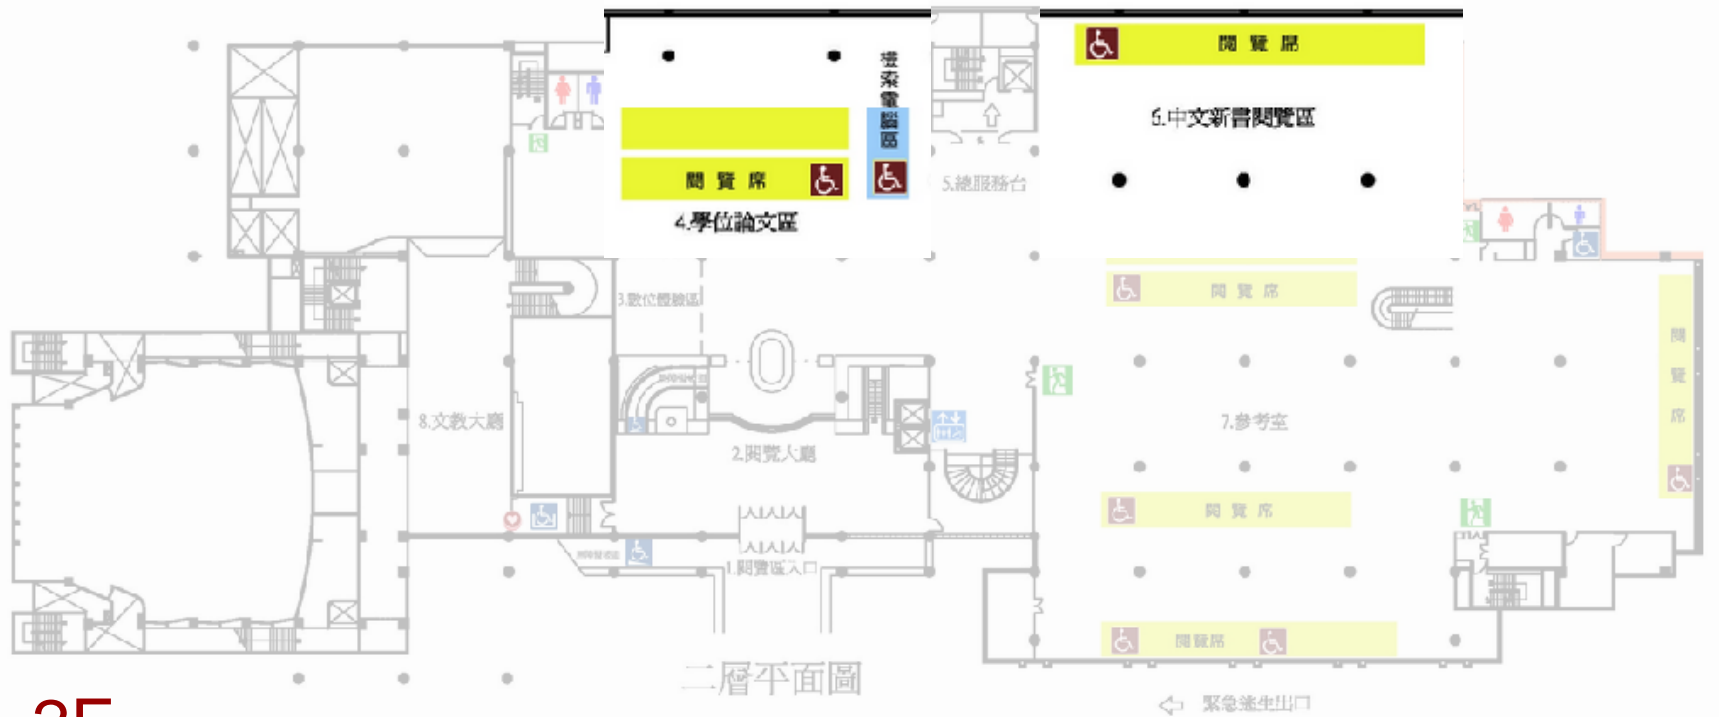 閱覽席
檢索電腦區
6.中文新書閱覽區
閱覽席
5.總服務台
4.學位論文區
3.數位體驗區
閱覽席
閱覽席
8.文教大廳
7.參考室
2.閱覽大廳
閱覽席
1.閱覽區入口
閱覽席
二層平面圖
緊急逃生出口